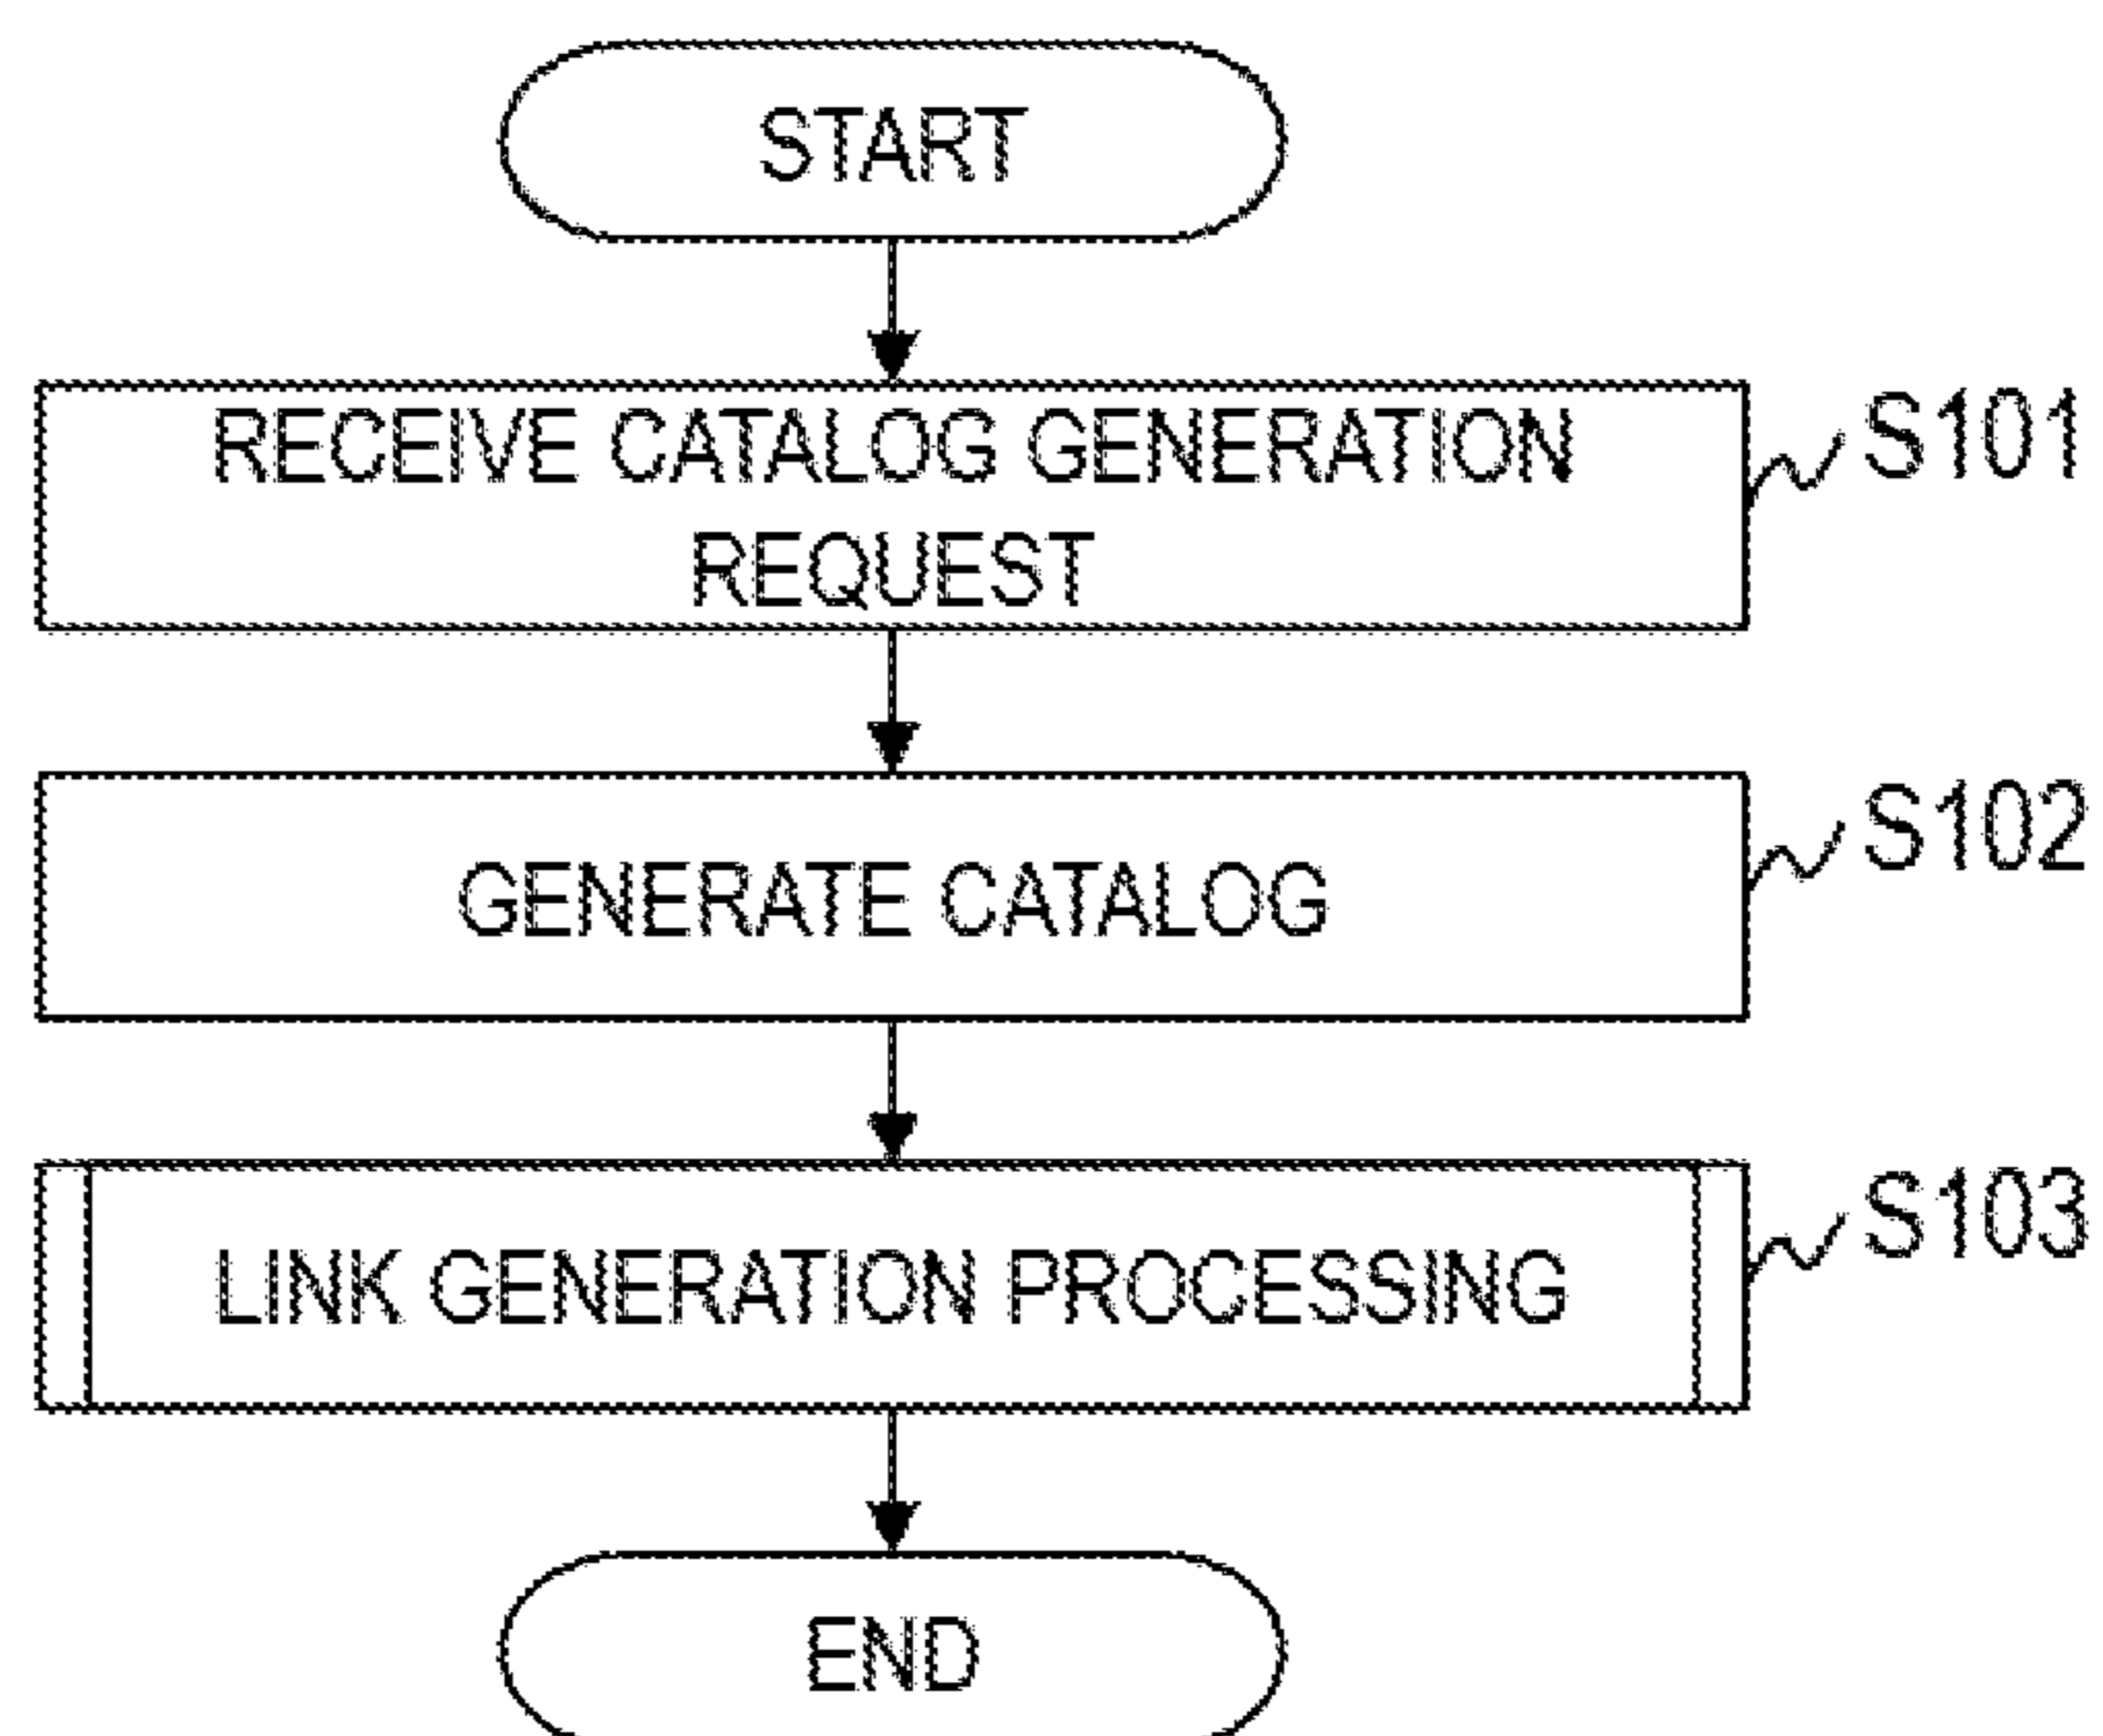 START
RECEIVE CATALOG GENERATION
REQUEST
S101
GENERATE CATALOG
S102
LINK GENERATION PROCESSING
S103
END